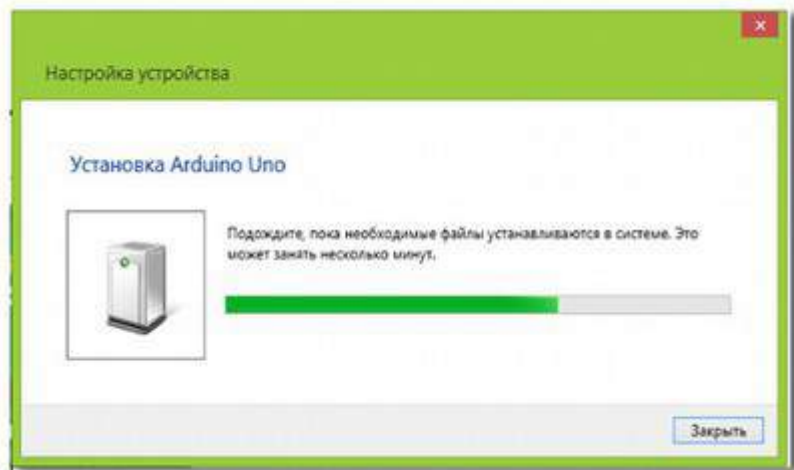 Настройка устройства
Установка Arduino Uno
Подождите, пока необходимые файлы устанавливаются в системе. Это
может занять несколько минут.
Закрыть